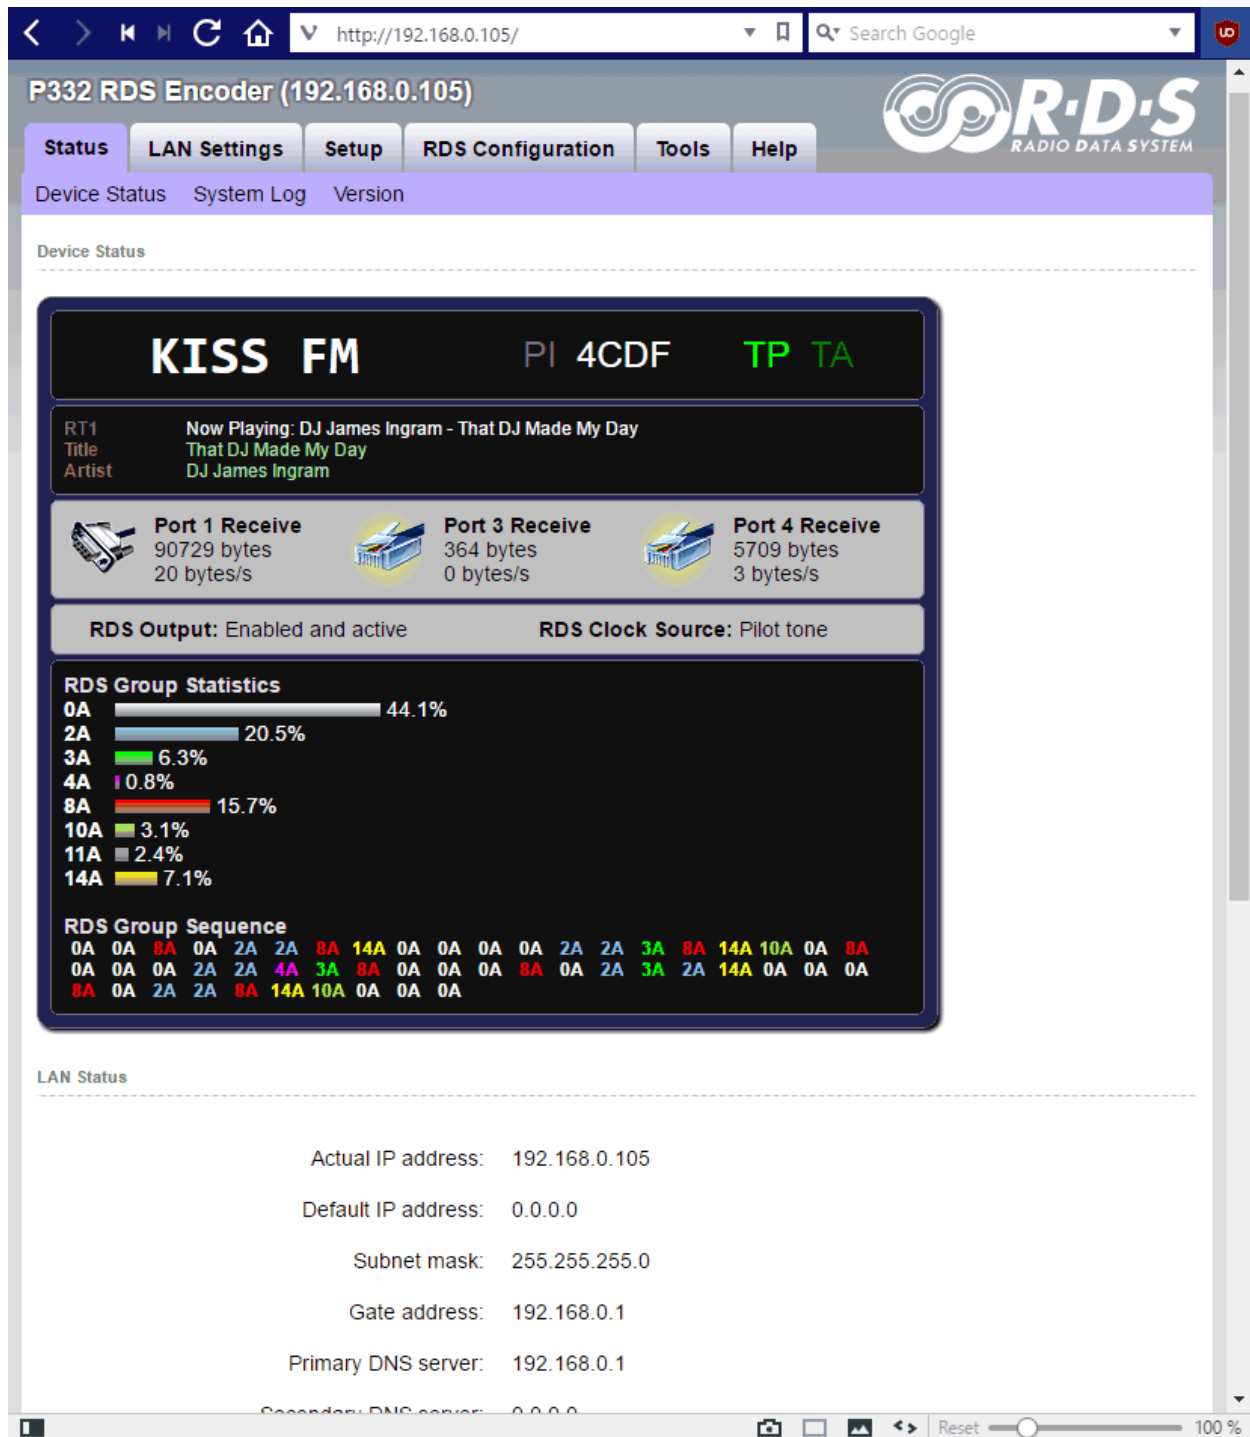 http://192.168.0.105/
Search Google
P332 RDS Encoder (192.168.0.105)
R·D·S
RADIO DATA SYSTEM
Status LAN Settings Setup RDS Configuration Tools Help
Device Status System Log Version
Device Status
KISS FM PI 4CDF TP TA
RT1 Now Playing: DJ James Ingram - That DJ Made My Day
Title That DJ Made My Day
Artist DJ James Ingram
Port 1 Receive Port 3 Receive Port 4 Receive
90729 bytes 364 bytes 5709 bytes
20 bytes/s 0 bytes/s 3 bytes/s
RDS Output: Enabled and active RDS Clock Source: Pilot tone
RDS Group Statistics
0A 44.1%
2A 20.5%
3A 6.3%
4A 0.8%
8A 15.7%
10A 3.1%
11A 2.4%
14A 7.1%
RDS Group Sequence
0A 0A 8A 0A 2A 2A 8A 14A 0A 0A 0A 0A 2A 2A 3A 8A 14A 10A 0A 8A
0A 0A 0A 2A 2A 4A 3A 8A 0A 0A 0A 8A 0A 2A 3A 2A 14A 0A 0A 0A
8A 0A 2A 2A 8A 14A 10A 0A 0A 0A
LAN Status
Actual IP address: 192.168.0.105
Default IP address: 0.0.0.0
Subnet mask: 255.255.255.0
Gate address: 192.168.0.1
Primary DNS server: 192.168.0.1
Secondary DNS server: 0.0.0.0
Reset 100 %